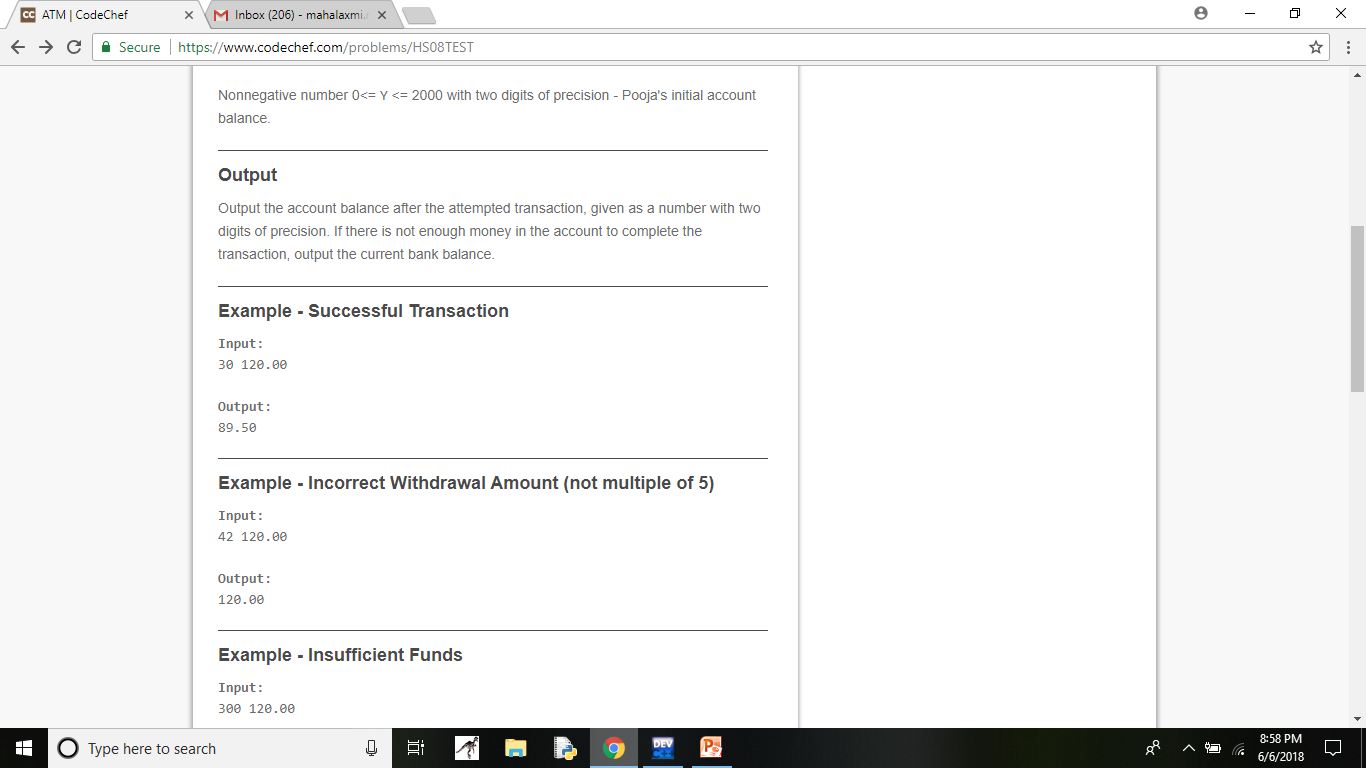 ATM | CodeChef
Inbox (206) - mahalaxmi.
Secure
https://www.codechef.com/problems/HS08TEST
Nonnegative number 0<= Y <= 2000 with two digits of precision - Pooja's initial account
balance.
Output
Output the account balance after the attempted transaction, given as a number with two
digits of precision. If there is not enough money in the account to complete the
transaction, output the current bank balance.
Example - Successful Transaction
Input:
30 120.00
Output:
89.50
Example - Incorrect Withdrawal Amount (not multiple of 5)
Input:
42 120.00
Output:
120.00
Example - Insufficient Funds
Input:
300 120.00
Type here to search
DEV
8:58 PM
6/6/2018